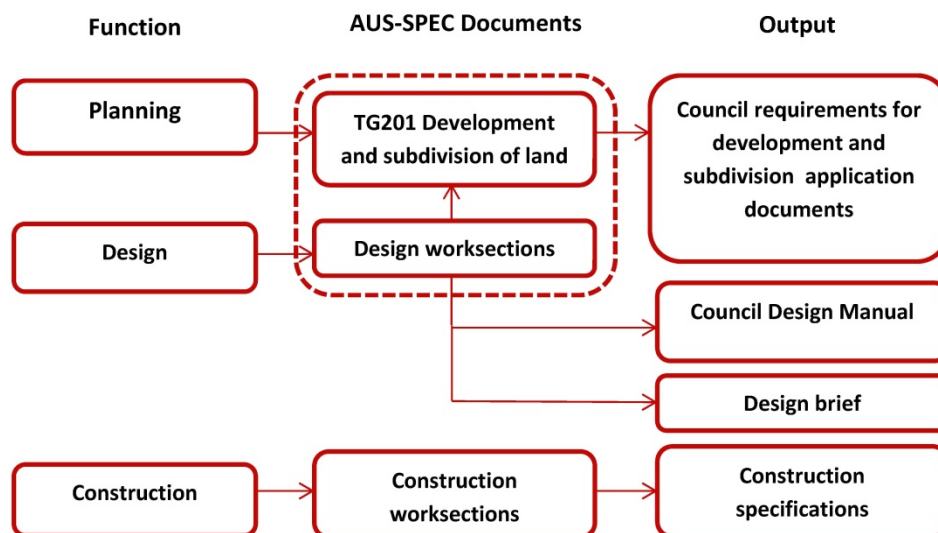 Function
AUS-SPEC Documents
Output
Planning
TG201 Development
and subdivision of land
Council requirements for
development and
subdivision application
documents
Design
Design worksections
Council Design Manual
Design brief
Construction
Construction
worksections
Construction
specifications